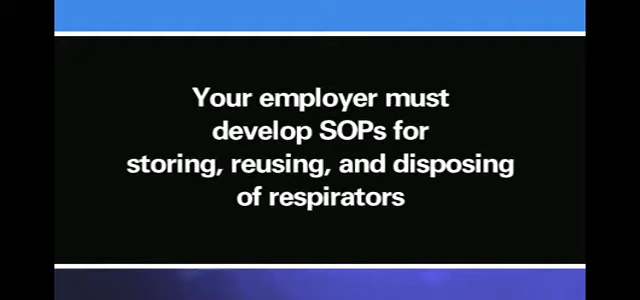 Your employer must
develop SOPs for
storing, reusing, and disposing
of respirators